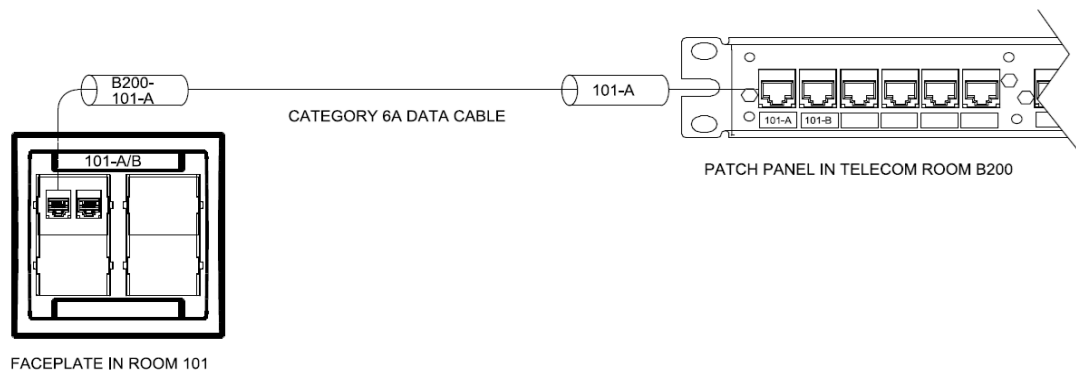 B200-
101-A
101-A
CATEGORY 6A DATA CABLE
101-A
101-B
PATCH PANEL IN TELECOM ROOM B200
101-A/B
FACEPLATE IN ROOM 101